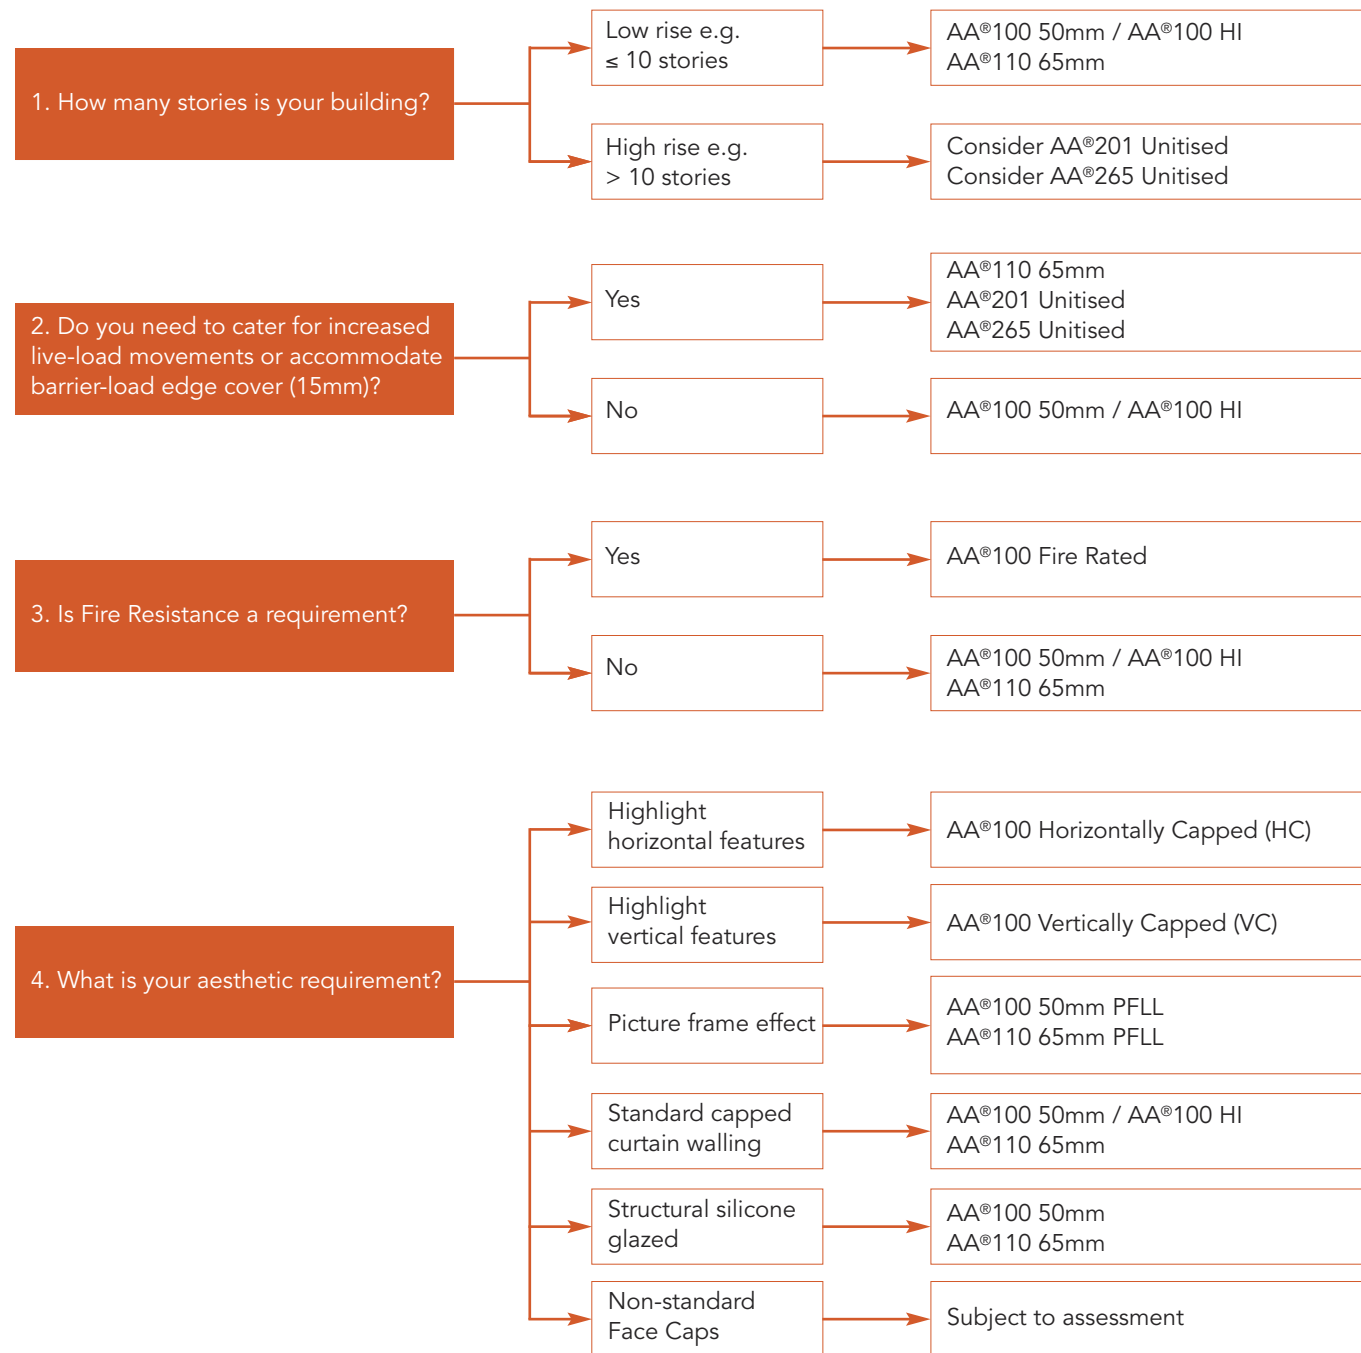 1. How many stories is your building?
Low rise e.g.
≤ 10 stories
AA®100 50mm / AA®100 HI
AA®110 65mm
High rise e.g.
> 10 stories
Consider AA®201 Unitised
Consider AA®265 Unitised
2. Do you need to cater for increased
live-load movements or accommodate
barrier-load edge cover (15mm)?
Yes
AA®110 65mm
AA®201 Unitised
AA®265 Unitised
No
AA®100 50mm / AA®100 HI
3. Is Fire Resistance a requirement?
Yes
AA®100 Fire Rated
No
AA®100 50mm / AA®100 HI
AA®110 65mm
4. What is your aesthetic requirement?
Highlight
horizontal features
AA®100 Horizontally Capped (HC)
Highlight
vertical features
AA®100 Vertically Capped (VC)
Picture frame effect
AA®100 50mm PFLL
AA®110 65mm PFLL
Standard capped
curtain walling
AA®100 50mm / AA®100 HI
AA®110 65mm
Structural silicone
glazed
AA®100 50mm
AA®110 65mm
Non-standard
Face Caps
Subject to assessment